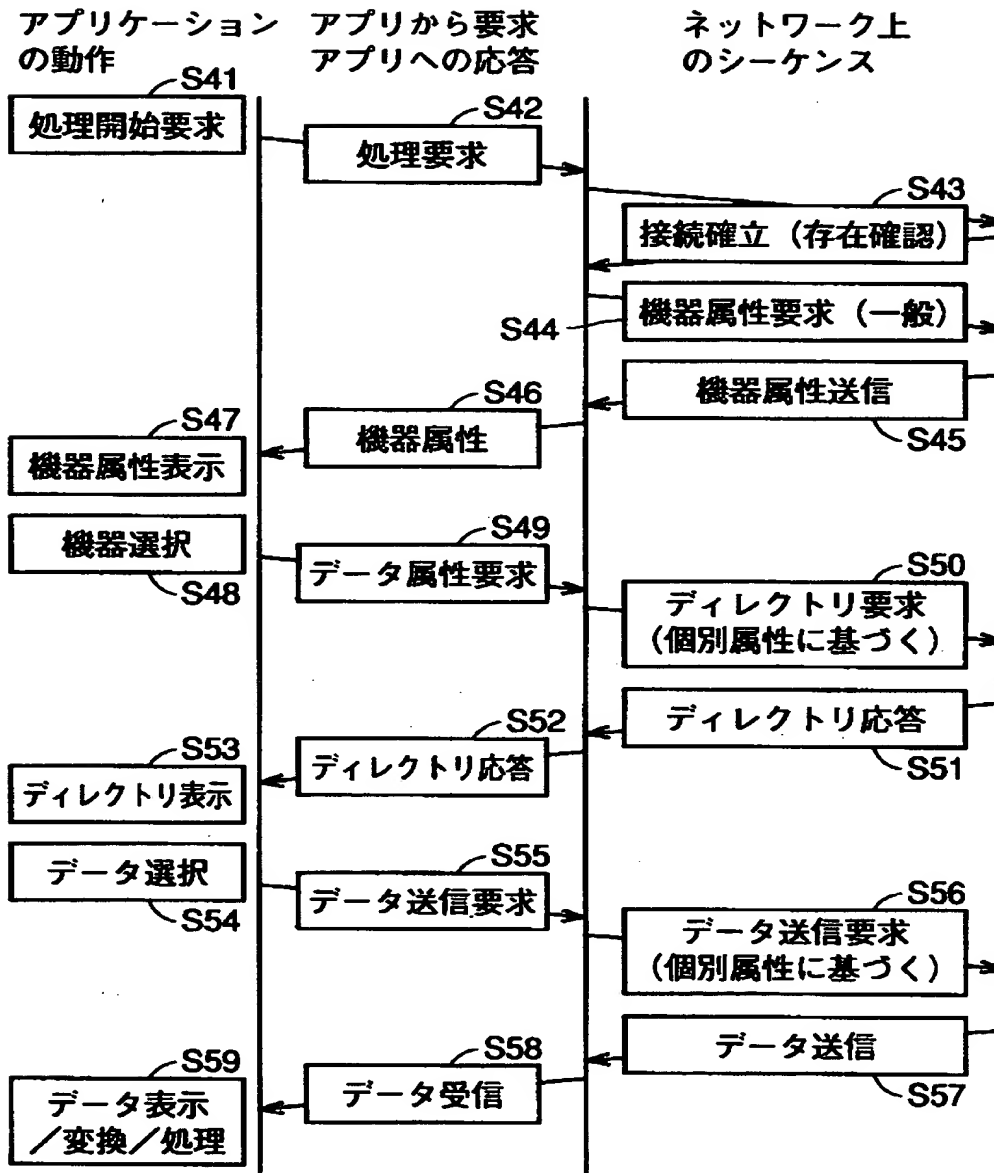 アプリケーション
の動作
アプリから要求
アプリへの応答
ネットワーク上
のシーケンス
S41
処理開始要求
S42
処理要求
S43
接続確立(存在確認)
S44
機器属性要求(一般)
機器属性送信
S45
S46
機器属性
S47
機器属性表示
機器選択
S48
S49
データ属性要求
S50
ディレクトリ要求
(個別属性に基づく)
ディレクトリ応答
S51
S52
ディレクトリ応答
S53
ディレクトリ表示
データ選択
S54
S55
データ送信要求
S56
データ送信要求
(個別属性に基づく)
データ送信
S57
S58
データ受信
S59
データ表示
/変換/処理